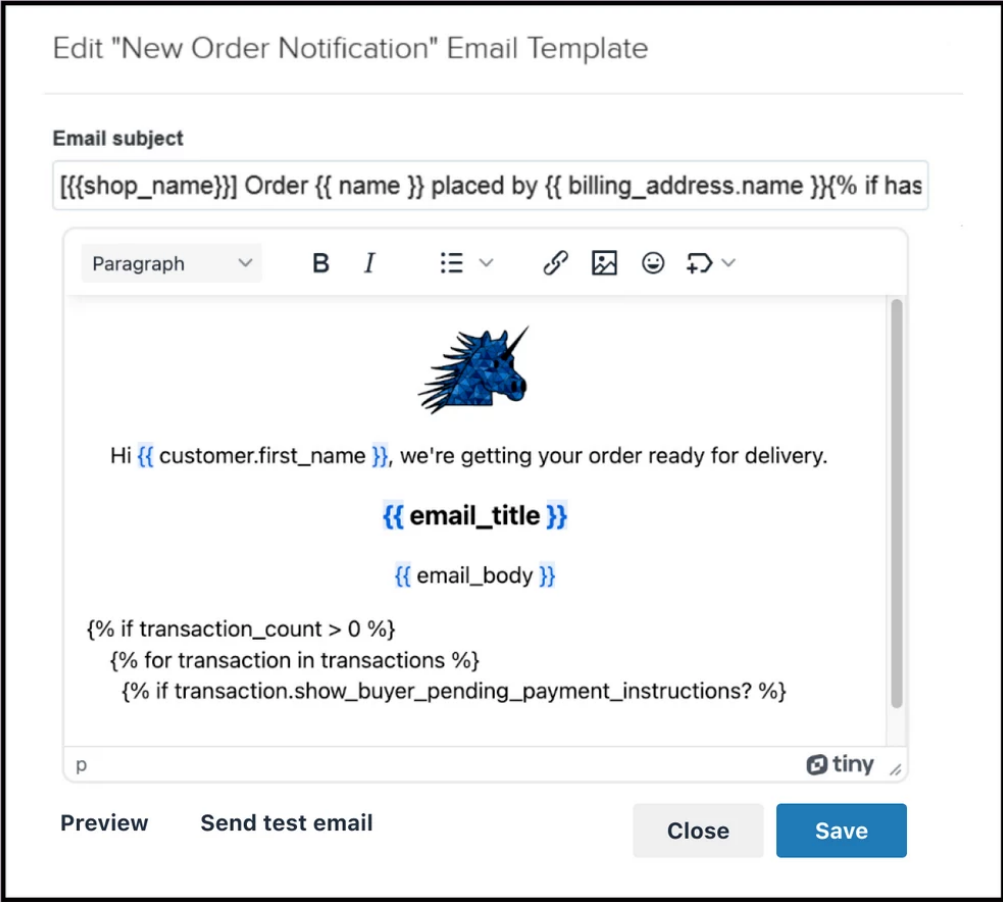 Edit "New Order Notification" Email Template
Email subject
[{{shop_name}}] Order {{ name }} placed by {{ billing_address.name }}{% if has
Paragraph
B I
Hi {{ customer.first_name }}, we're getting your order ready for delivery.
{{ email_title }}
{{ email_body }}
{% if transaction_count > 0 %}
{% for transaction in transactions %}
{% if transaction.show_buyer_pending_payment_instructions? %}
p
tiny
Preview
Send test email
Close
Save